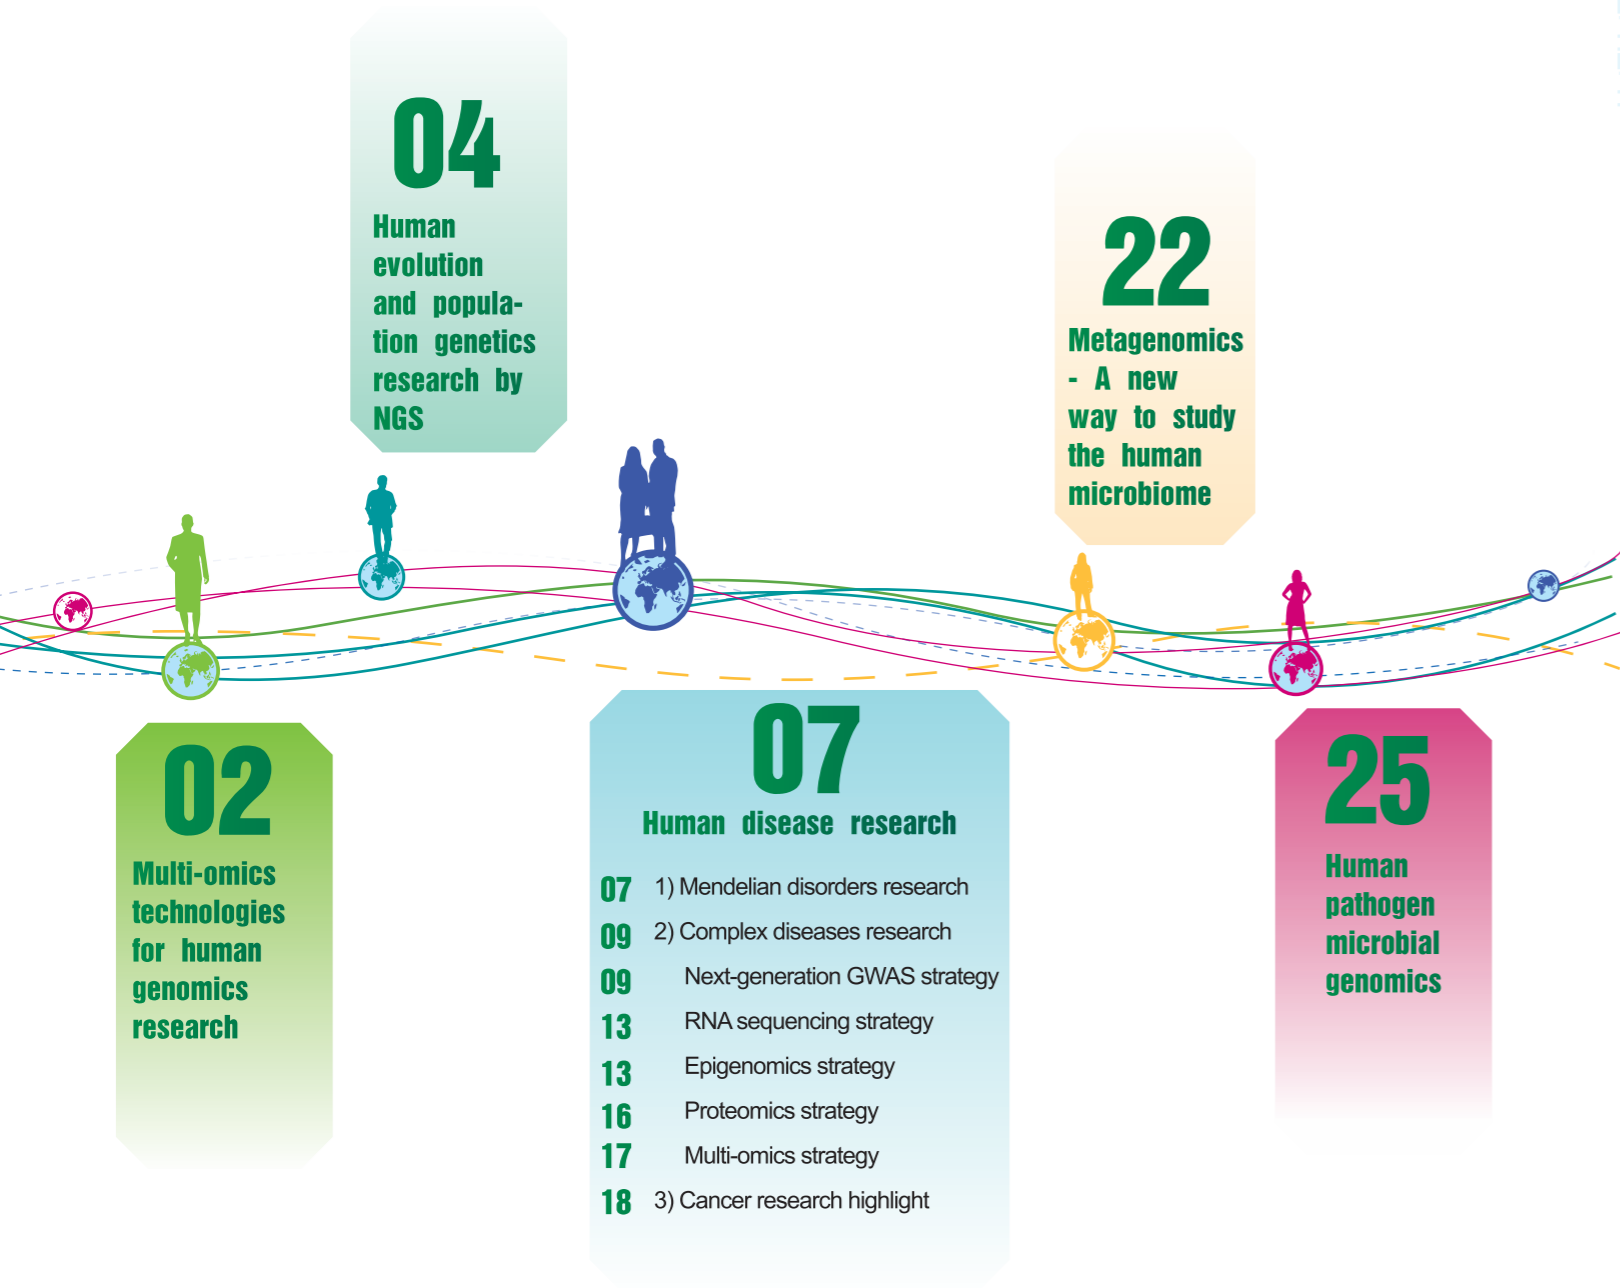 04
Human
evolution
and popula-
tion genetics
research by
NGS
22
Metagenomics
- A new
way to study
the human
microbiome
02
Multi-omics
technologies
for human
genomics
research
07
Human disease research
07 1) Mendelian disorders research
09 2) Complex diseases research
09 Next-generation GWAS strategy
13 RNA sequencing strategy
13 Epigenomics strategy
16 Proteomics strategy
17 Multi-omics strategy
18 3) Cancer research highlight
25
Human
pathogen
microbial
genomics